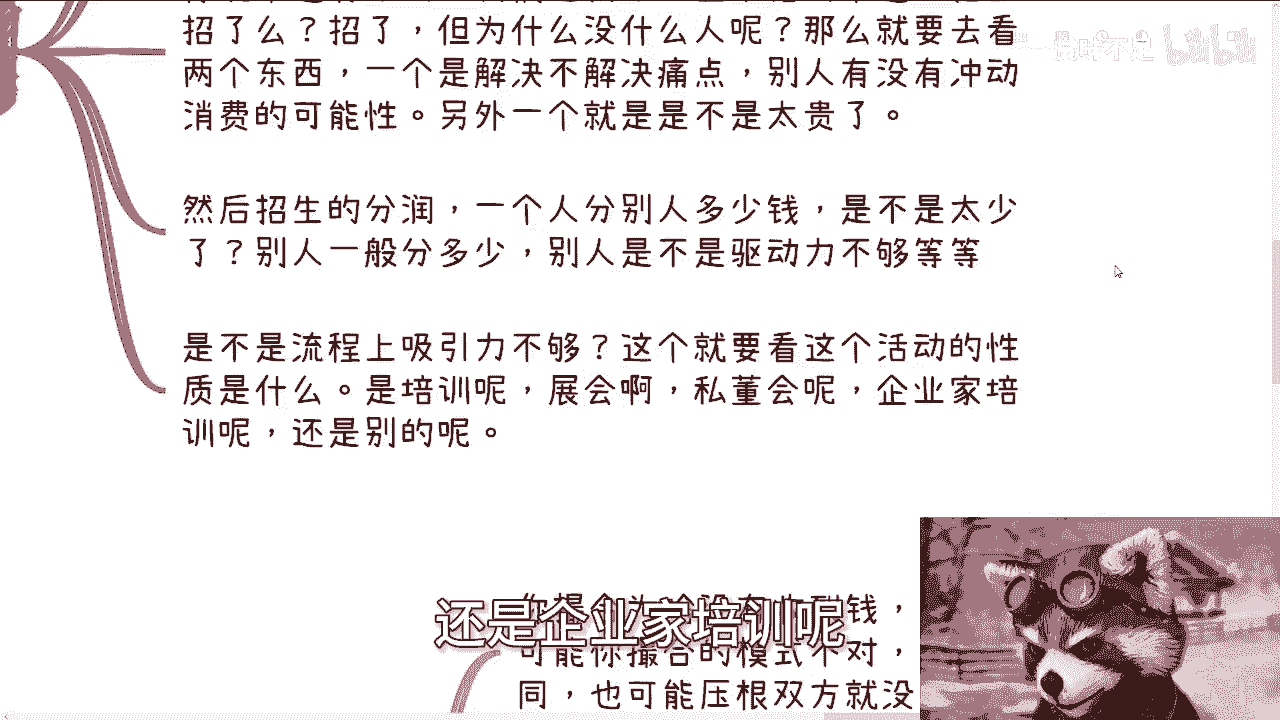 招了么？招了，但为什么没什么人呢？那么就要去看
两个东西，一个是解决不解决痛点，别人有没有冲动
消费的可能性。另外一个就是是不是太贵了。
然后招生的分润，一个人分别人多少钱，是不是太少
了？别人一般分多少，别人是不是驱动力不够等等
是不是流程上吸引力不够？这个就要看这个活动的性
质是什么。是培训呢，展会啊，私董会呢，企业家培
训呢，还是别的呢。
钱，
还是企业家培训呢
可能你撮合的模式不对，
同，也可能压根双方就没
bilibili